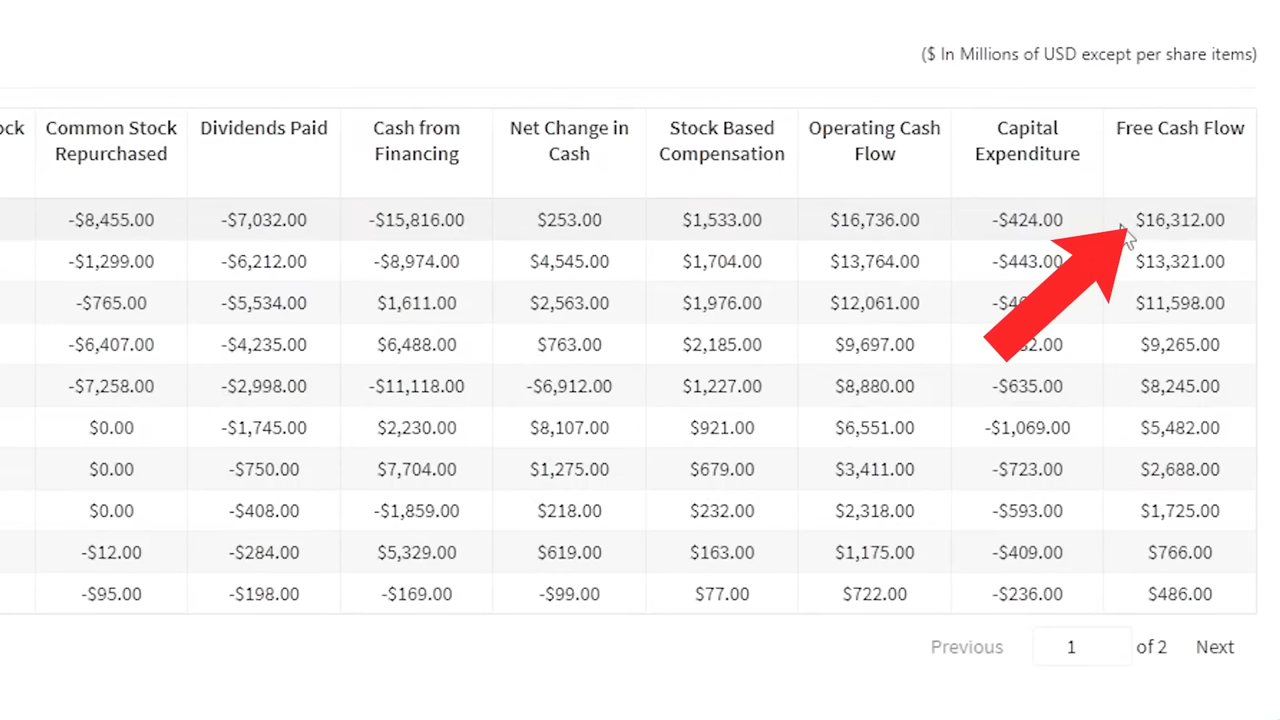 ($ In Millions of USD except per share items)
ock Common Stock Repurchased Dividends Paid Cash from Financing Net Change in Cash Stock Based Compensation Operating Cash Flow Capital Expenditure Free Cash Flow
-$8,455.00 -$7,032.00 -$15,816.00 $253.00 $1,533.00 $16,736.00 -$424.00 $16,312.00
-$1,299.00 -$6,212.00 -$8,974.00 $4,545.00 $1,704.00 $13,764.00 -$443.00 $13,321.00
-$765.00 -$5,534.00 $1,611.00 $2,563.00 $1,976.00 $12,061.00 $11,598.00
-$6,407.00 -$4,235.00 $6,488.00 $763.00 $2,185.00 $9,697.00 $9,265.00
-$7,258.00 -$2,998.00 -$11,118.00 -$6,912.00 $1,227.00 $8,880.00 -$635.00 $8,245.00
$0.00 -$1,745.00 $2,230.00 $8,107.00 $921.00 $6,551.00 -$1,069.00 $5,482.00
$0.00 -$750.00 $7,704.00 $1,275.00 $679.00 $3,411.00 -$723.00 $2,688.00
$0.00 -$408.00 -$1,859.00 $218.00 $232.00 $2,318.00 -$593.00 $1,725.00
-$12.00 -$284.00 $5,329.00 $619.00 $163.00 $1,175.00 -$409.00 $766.00
-$95.00 -$198.00 -$169.00 -$99.00 $77.00 $722.00 -$236.00 $486.00
Previous 1 of 2 Next